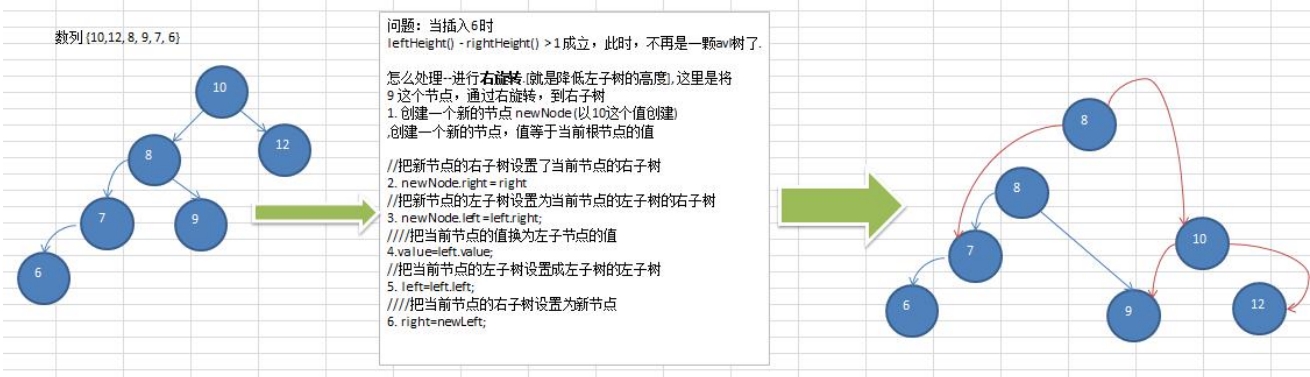 数列 {10,12, 8, 9, 7, 6}
10
8
12
7
9
6
问题：当插入6时
leftHeight() - rightHeight() >1成立，此时，不再是一颗avl树了.
怎么处理--进行右旋转.[就是降低左子树的高度], 这里是将
9 这个节点，通过右旋转，到右子树
1. 创建一个新的节点 newNode (以10这个值创建)
,创建一个新的节点，值等于当前根节点的值
//把新节点的右子树设置了当前节点的右子树
2. newNode.right = right
//把新节点的左子树设置为当前节点的左子树的右子树
3. newNode.left =left.right;
////把当前节点的值换为左子节点的值
4.value=left.value;
//把当前节点的左子树设置成左子树的左子树
5. left=left.left;
////把当前节点的右子树设置为新节点
6. right=newLeft;
8
8
7
10
6
9
12